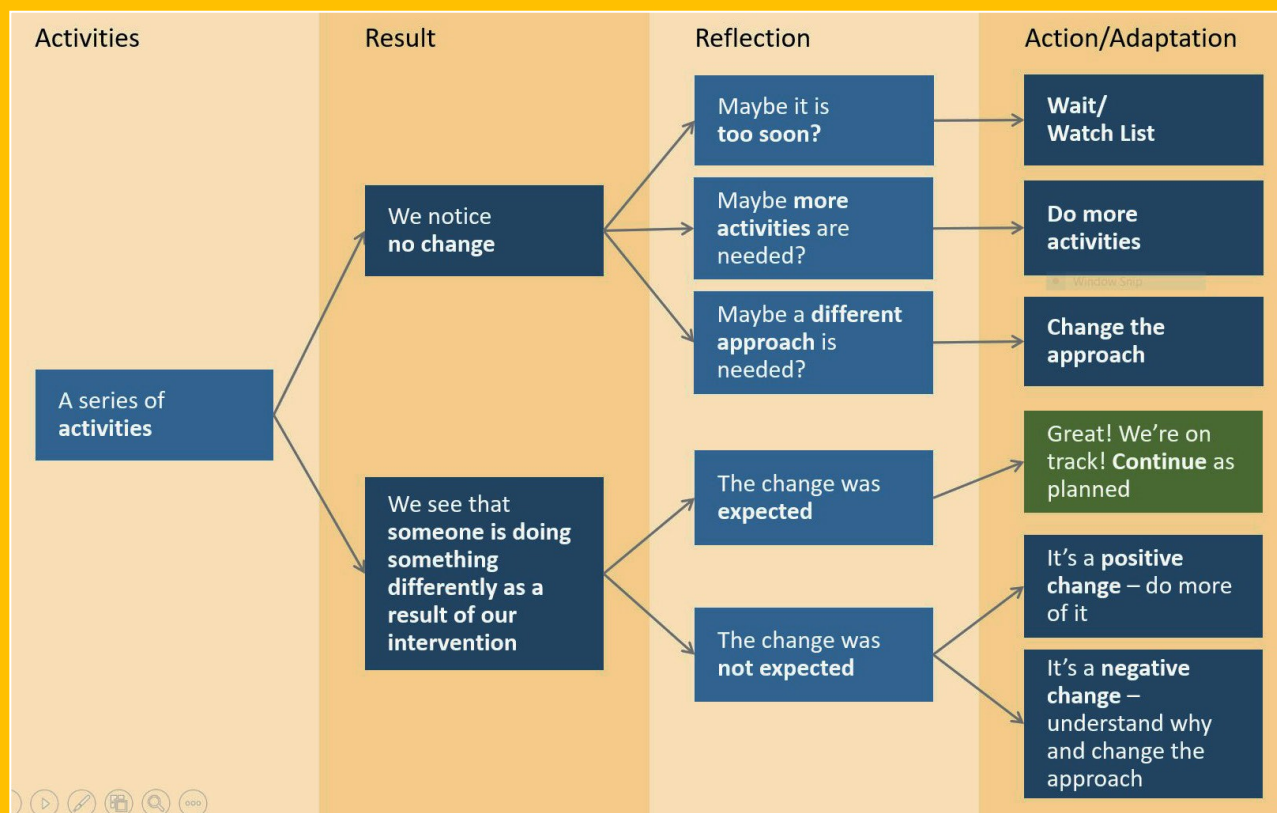 Activities
Result
Reflection
Action/Adaptation
A series of
activities
We notice
no change
We see that
someone is doing
something
differently as a
result of our
intervention
Maybe it is
too soon?
Maybe more
activities are
needed?
Maybe a different
approach is
needed?
The change was
expected
The change was
not expected
Wait/
Watch List
Do more
activities
Window Snip
Change the
approach
Great! We’re on
track! Continue as
planned
It’s a positive
change – do more
of it
It’s a negative
change –
understand why
and change the
approach